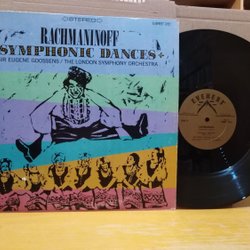 STEREO
RACHMANINOFF
SYMPHONIC DANCES
SIR EUGENE GOOSSENS / THE LONDON SYMPHONY ORCHESTRA
EVEREST